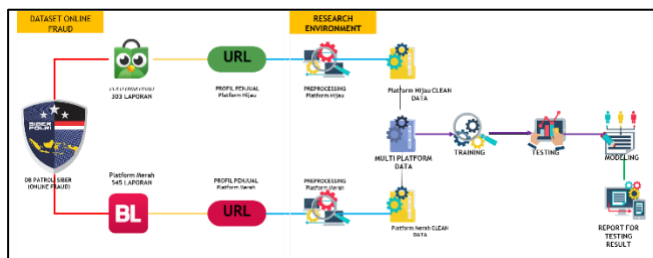 DATASET ONLINE
FRAUD
RESEARCH
ENVIRONMENT
303 LAPORAN
URL
PROFIL PENJUAL
Platform Hijau
PREPROCESSING
Platform Hijau
Platform Hijau CLEAN
DATA
SIBER
POLRI
DB PATROLI SIBER
(ONLINE FRAUD)
MULTI PLATFORM
DATA
TRAINING
TESTING
MODELING
Platform Merah
545 LAPORAN
BL
PROFIL PENJUAL
Platform Merah
URL
PREPROCESSING
Platform Merah
Platform Merah CLEAN
DATA
REPORT FOR
TESTING
RESULT